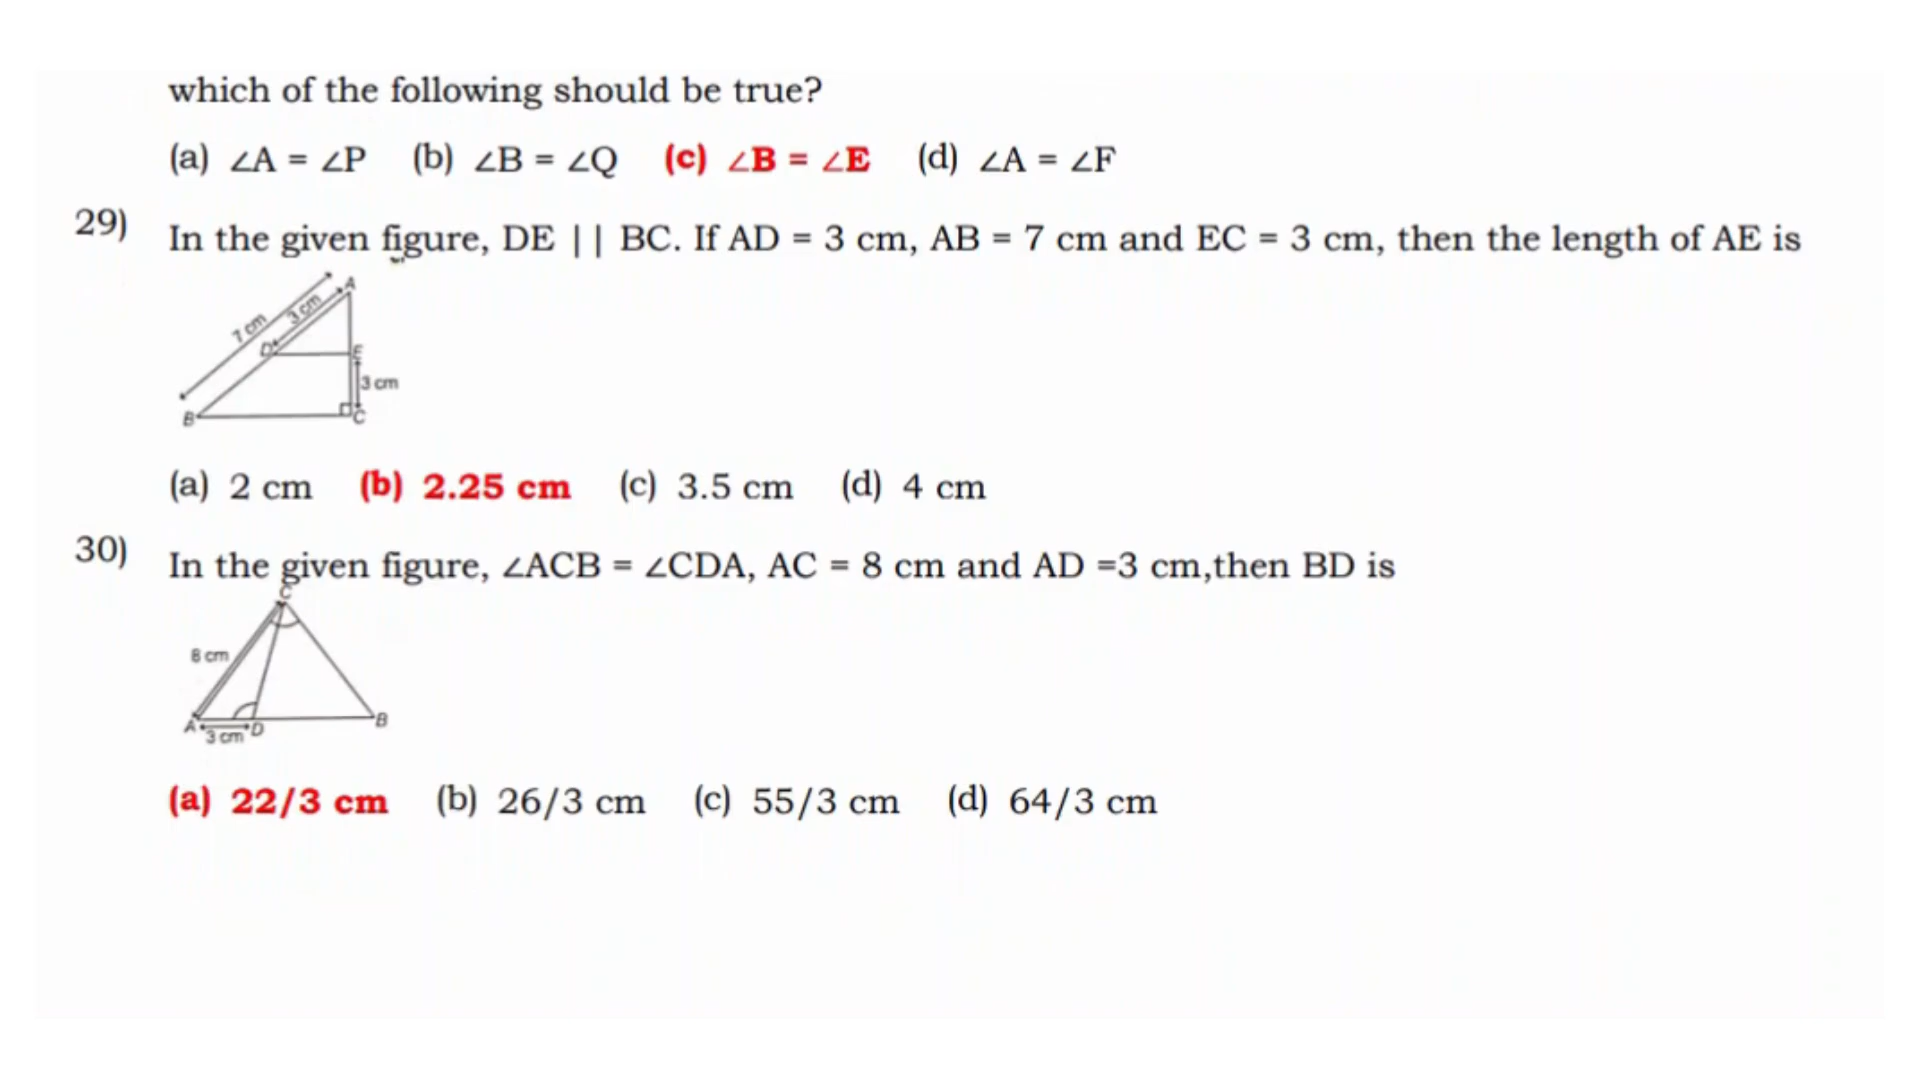 which of the following should be true?
(a) ∠A = ∠P (b) ∠B = ∠Q (c) ∠B = ∠E (d) ∠A = ∠F
29) In the given figure, DE || BC. If AD = 3 cm, AB = 7 cm and EC = 3 cm, then the length of AE is
A
7 cm 3 cm
D E
3 cm
B C
(a) 2 cm (b) 2.25 cm (c) 3.5 cm (d) 4 cm
30) In the given figure, ∠ACB = ∠CDA, AC = 8 cm and AD =3 cm,then BD is
C
8 cm
A D B
3 cm
(a) 22/3 cm (b) 26/3 cm (c) 55/3 cm (d) 64/3 cm